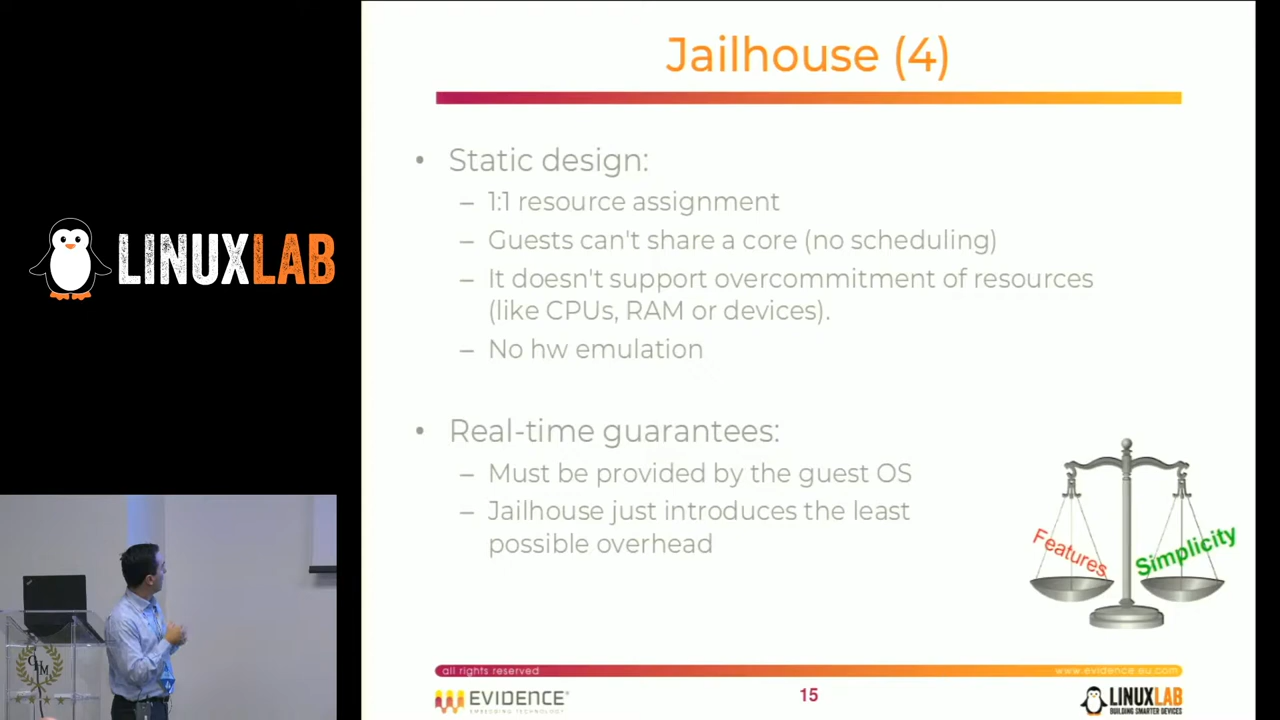 Jailhouse (4)
• Static design:
– 1:1 resource assignment
– Guests can't share a core (no scheduling)
– It doesn't support overcommitment of resources
(like CPUs, RAM or devices).
– No hw emulation
• Real-time guarantees:
– Must be provided by the guest OS
– Jailhouse just introduces the least
possible overhead
Features
Simplicity
LINUXLAB
all rights reserved
www.evidence.eu.com
EVIDENCE®
EMBEDDING TECHNOLOGY
15
LINUXLAB
BUILDING SMARTER DEVICES